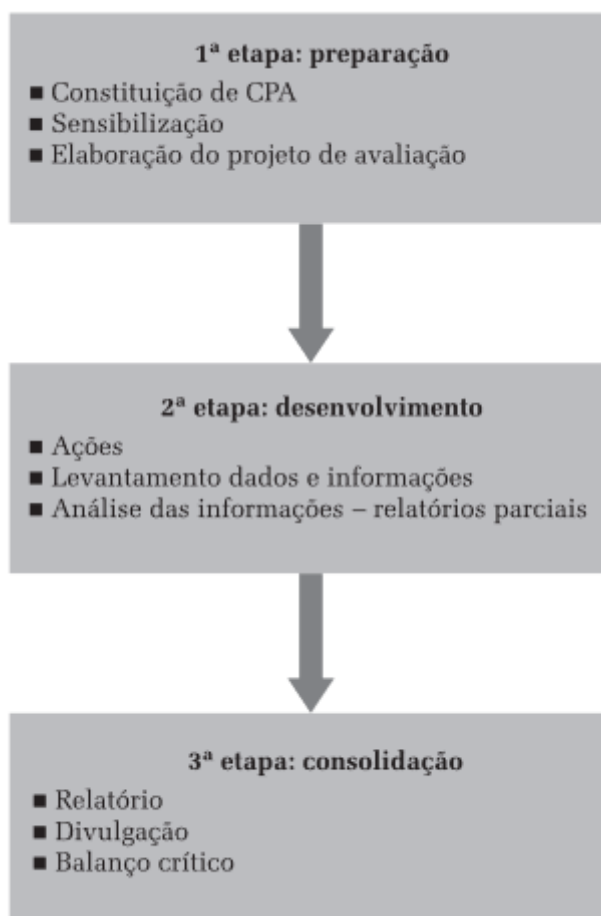 1ª etapa: preparação
■ Constituição de CPA
■ Sensibilização
■ Elaboração do projeto de avaliação
2ª etapa: desenvolvimento
■ Ações
■ Levantamento dados e informações
■ Análise das informações – relatórios parciais
3ª etapa: consolidação
■ Relatório
■ Divulgação
■ Balanço crítico